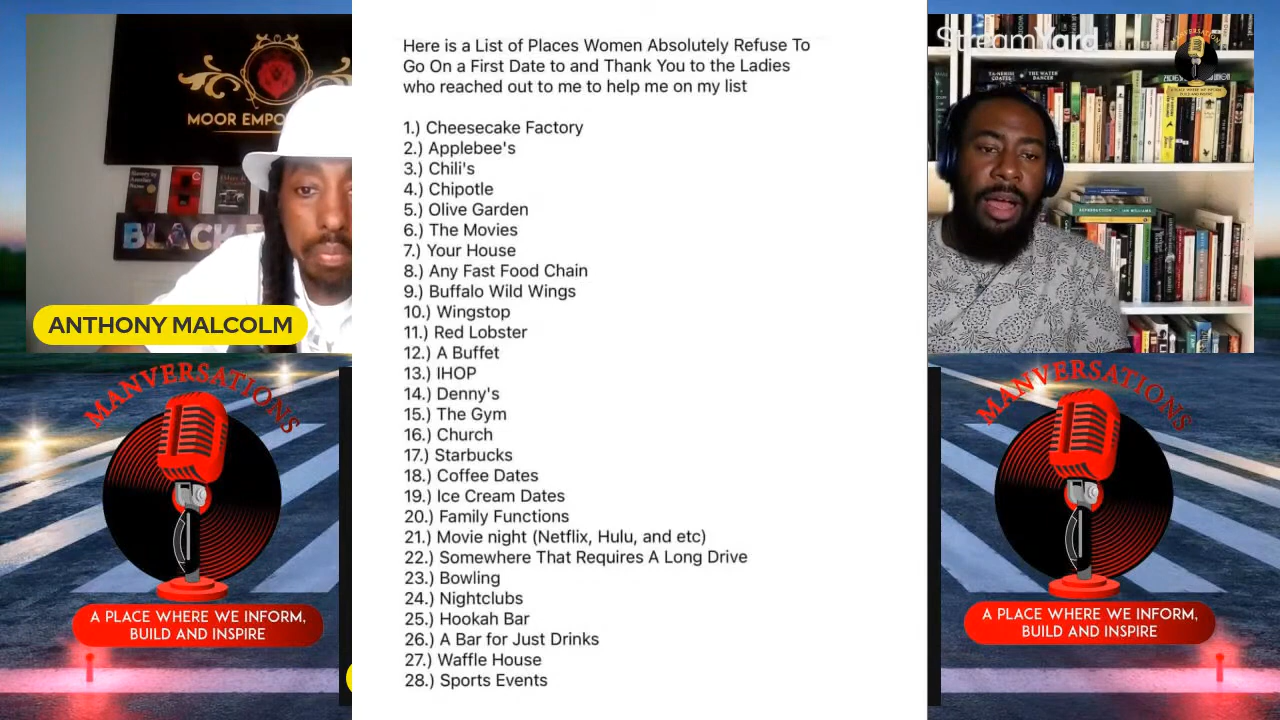 MOOR EMPO
BLACK
ANTHONY MALCOLM
Here is a List of Places Women Absolutely Refuse To
Go On a First Date to and Thank You to the Ladies
who reached out to me to help me on my list
1.) Cheesecake Factory
2.) Applebee's
3.) Chili's
4.) Chipotle
5.) Olive Garden
6.) The Movies
7.) Your House
8.) Any Fast Food Chain
9.) Buffalo Wild Wings
10.) Wingstop
11.) Red Lobster
12.) A Buffet
13.) IHOP
14.) Denny's
15.) The Gym
16.) Church
17.) Starbucks
18.) Coffee Dates
19.) Ice Cream Dates
20.) Family Functions
21.) Movie night (Netflix, Hulu, and etc)
22.) Somewhere That Requires A Long Drive
23.) Bowling
24.) Nightclubs
25.) Hookah Bar
26.) A Bar for Just Drinks
27.) Waffle House
28.) Sports Events
StreamYard
TA-NEHISI
COATES
THE WATER
DANCER
MANVERSATIONS
A PLACE WHERE WE INFORM,
BUILD AND INSPIRE
MANVERSATIONS
A PLACE WHERE WE INFORM,
BUILD AND INSPIRE